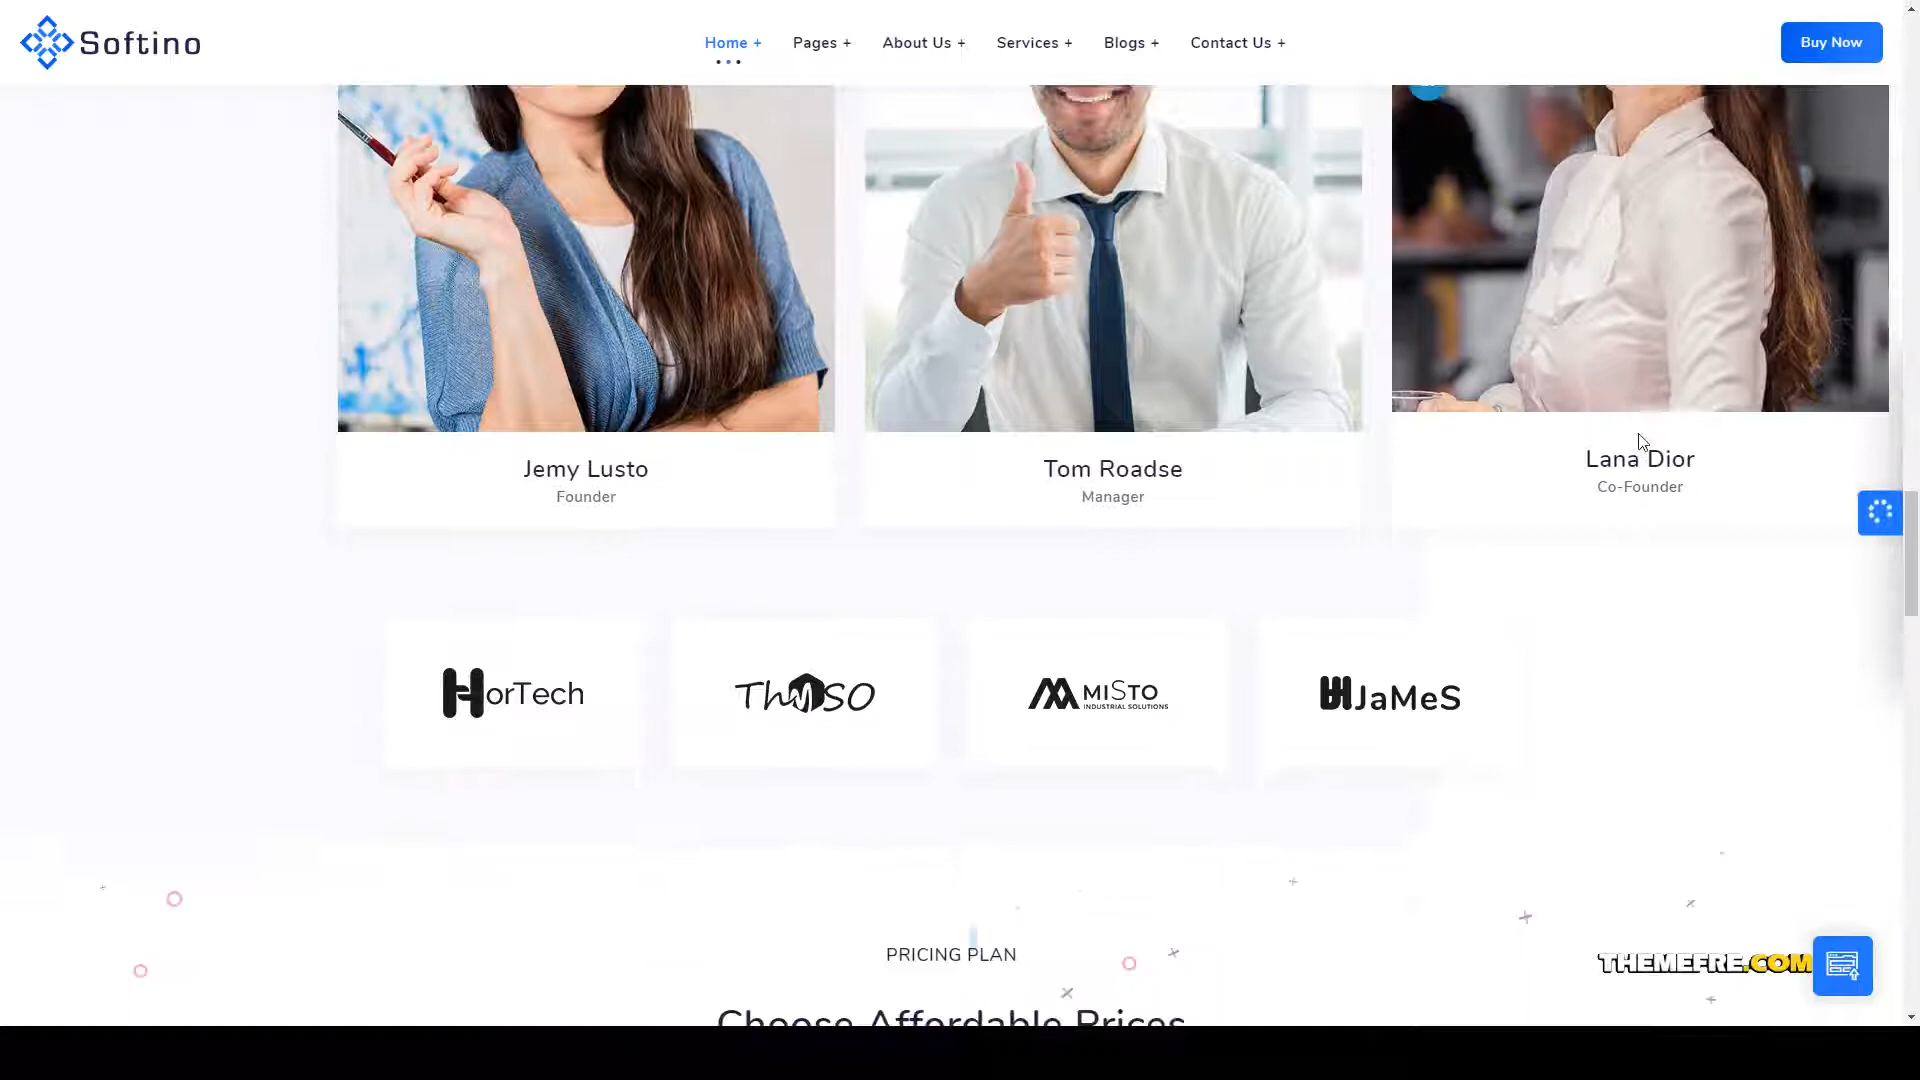 Softino
Home +
Pages +
About Us +
Services +
Blogs +
Contact Us +
Buy Now
Jemy Lusto
Founder
Tom Roadse
Manager
Lana Dior
Co-Founder
HorTech
MISTO
INDUSTRIAL SOLUTIONS
JaMeS
PRICING PLAN
THEMEFRE.COM
Choose Affordable Prices